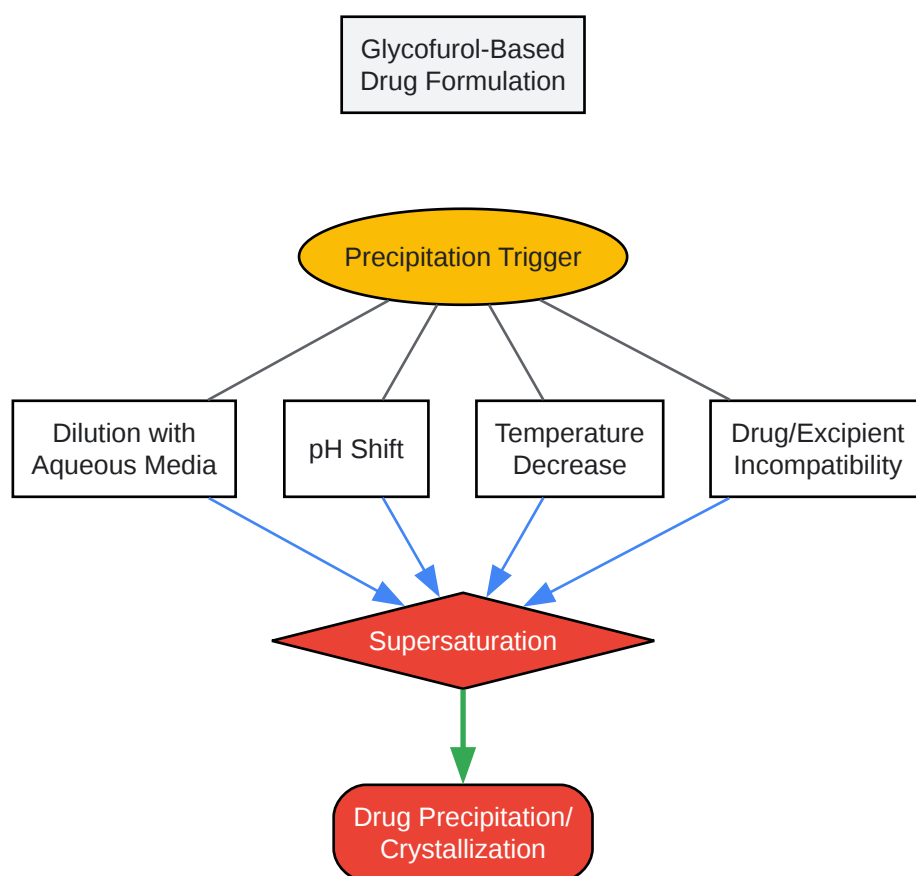 Glycofurol-Based
Drug Formulation
Precipitation Trigger
Dilution with
Aqueous Media
pH Shift
Temperature
Decrease
Drug/Excipient
Incompatibility
Supersaturation
Drug Precipitation/
Crystallization